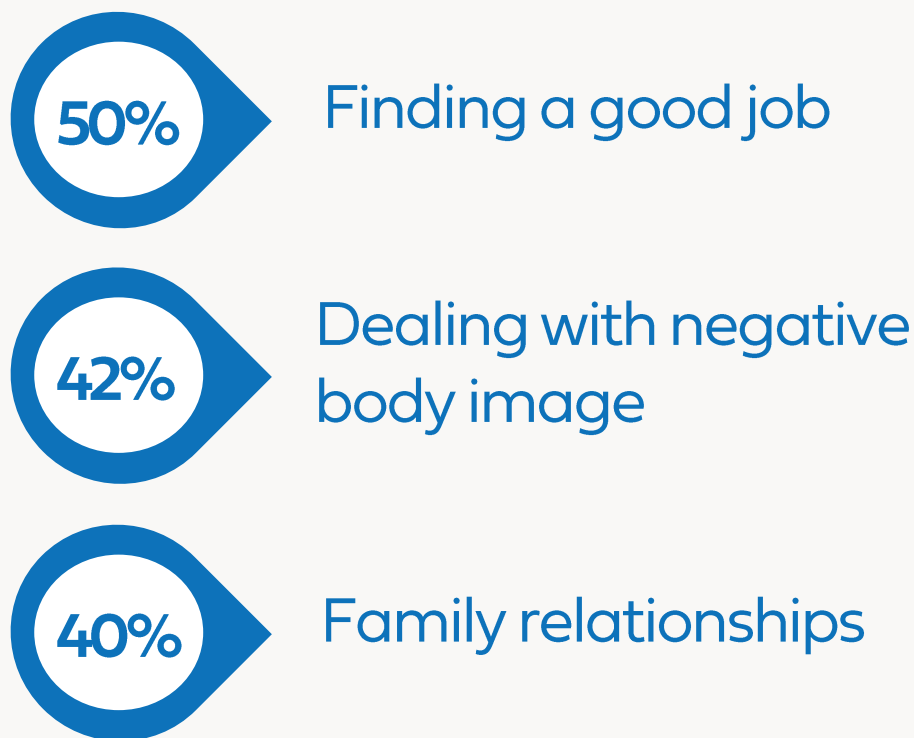 50% Finding a good job
42% Dealing with negative
body image
40% Family relationships